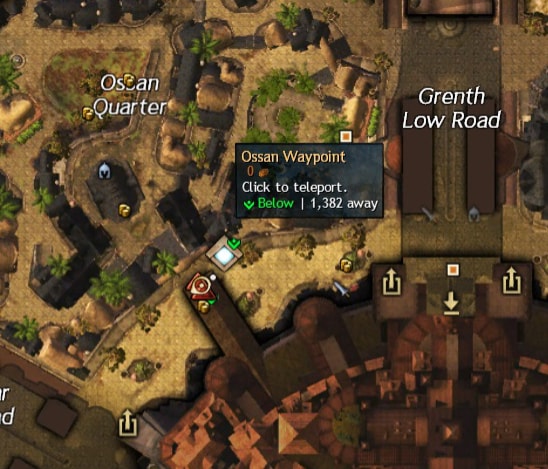 Ossan
Quarter
Grenth
Low Road
Ossan Waypoint
0
Click to teleport.
Below | 1,382 away